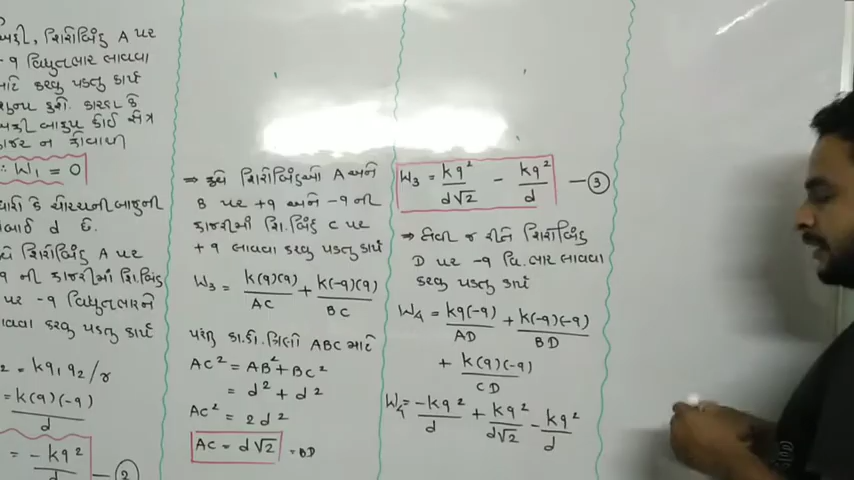 શિરોબિંદુ A પર
-q વિદ્યુતભાર લાવવા
માટે કરવુ પડતુ કાર્ય
શૂન્ય હશે. કારણ કે
બીજો કોઈ
હાજર ન હોવાથી
∴ W₁ = 0
ધારો કે ચોરસની બાજુની
લંબાઈ d છે.
શિરોબિંદુ A પર
q ની હાજરીમાં શિ.બિંદુ
પર -q વિદ્યુતભારને
લાવવા કરવુ પડતુ કાર્ય
₂ = kq₁q₂/r
= k(q)(-q)/d
= -kq²/d — ②
⇒ હવે શિરોબિંદુઓ A અને
B પર +q અને -q ની
હાજરીમાં શિ.બિંદુ C પર
+q લાવવા કરવુ પડતુ કાર્ય
W₃ = k(q)(q)/AC + k(-q)(q)/BC
પરંતુ કા.કો.ત્રિકો ABC માટે
AC² = AB² + BC²
= d² + d²
AC² = 2d²
AC = d√2 = BD
W₃ = kq²/d√2 - kq²/d — ③
⇒ તેવી જ રીતે શિરોબિંદુ
D પર -q વિ.ભાર લાવવા
કરવુ પડતુ કાર્ય
W₄ = kq(-q)/AD + k(-q)(-q)/BD
+ k(q)(-q)/CD
W₄ = -kq²/d + kq²/d√2 - kq²/d